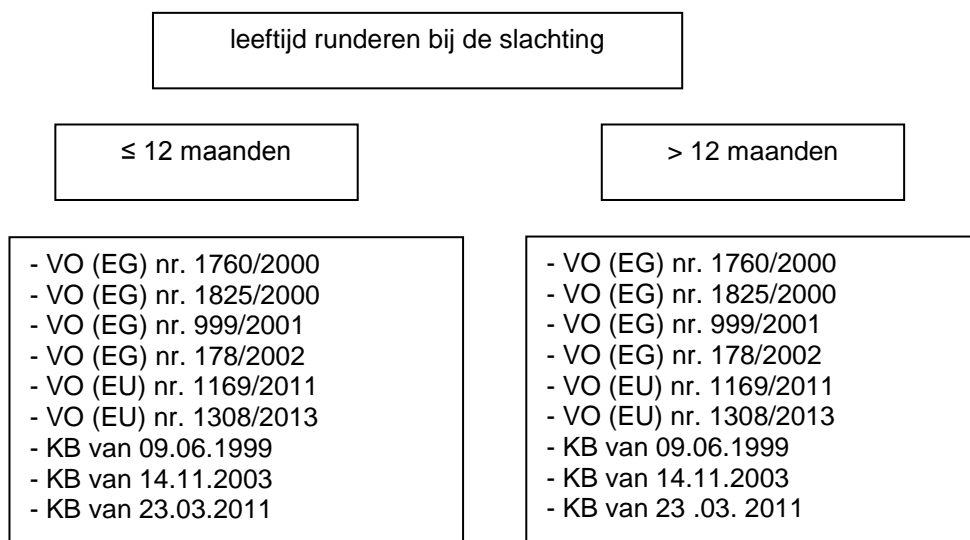 leeftijd runderen bij de slachting
≤ 12 maanden
> 12 maanden
- VO (EG) nr. 1760/2000
- VO (EG) nr. 1825/2000
- VO (EG) nr. 999/2001
- VO (EG) nr. 178/2002
- VO (EU) nr. 1169/2011
- VO (EU) nr. 1308/2013
- KB van 09.06.1999
- KB van 14.11.2003
- KB van 23.03.2011
- VO (EG) nr. 1760/2000
- VO (EG) nr. 1825/2000
- VO (EG) nr. 999/2001
- VO (EG) nr. 178/2002
- VO (EU) nr. 1169/2011
- VO (EU) nr. 1308/2013
- KB van 09.06.1999
- KB van 14.11.2003
- KB van 23 .03. 2011